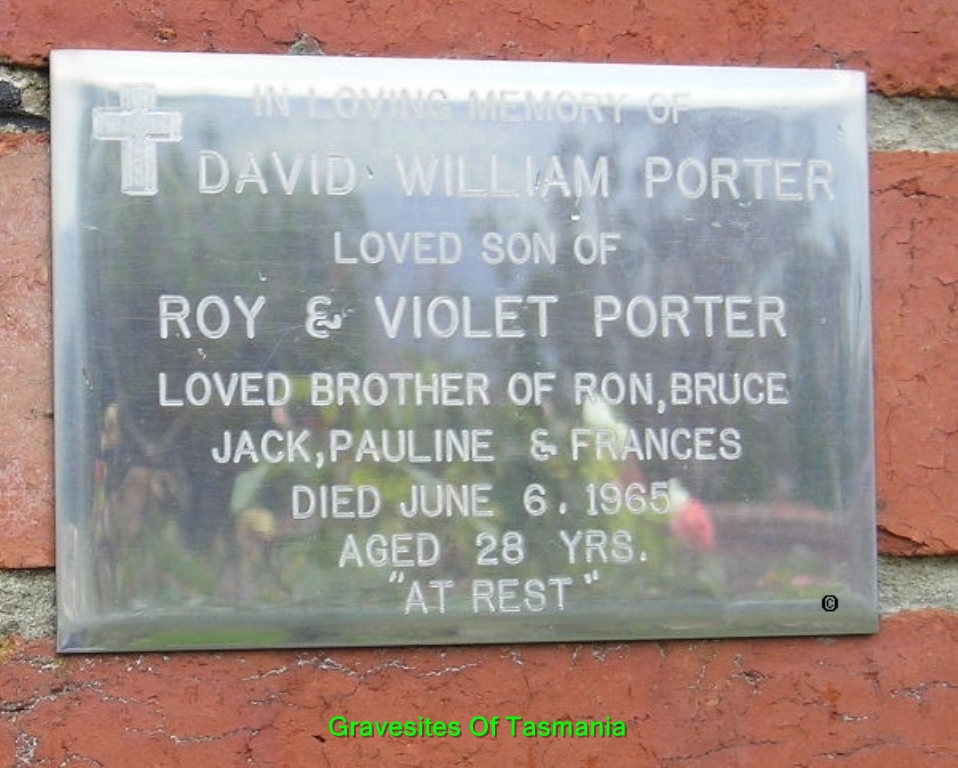 IN LOVING MEMORY OF
DAVID WILLIAM PORTER
LOVED SON OF
ROY & VIOLET PORTER
LOVED BROTHER OF RON,BRUCE
JACK,PAULINE & FRANCES
DIED JUNE 6. 1965
AGED 28 YRS.
"AT REST"
©
Gravesites Of Tasmania